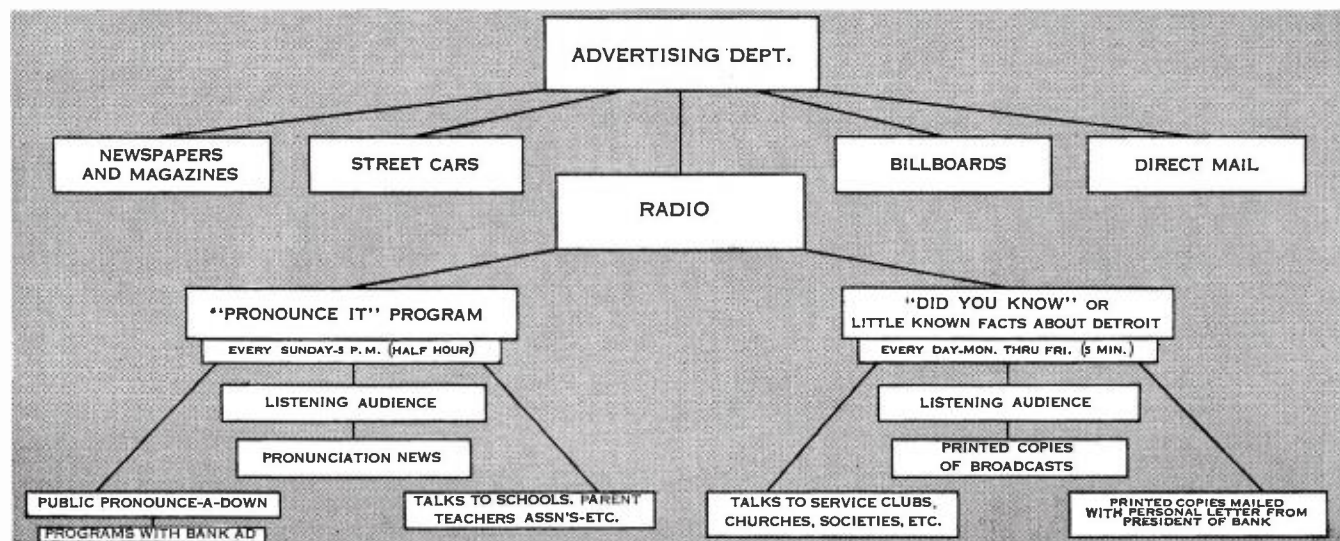 ADVERTISING DEPT.
NEWSPAPERS
AND MAGAZINES
STREET CARS
BILLBOARDS
DIRECT MAIL
RADIO
"PRONOUNCE IT" PROGRAM
EVERY SUNDAY-5 P.M. (HALF HOUR)
LISTENING AUDIENCE
PRONUNCIATION NEWS
PUBLIC PRONOUNCE-A-DOWN
PROGRAMS WITH BANK AD
TALKS TO SCHOOLS. PARENT
TEACHERS ASSN'S-ETC.
"DID YOU KNOW" OR
LITTLE KNOWN FACTS ABOUT DETROIT
EVERY DAY-MON. THRU FRI. (5 MIN.)
LISTENING AUDIENCE
PRINTED COPIES
OF BROADCASTS
TALKS TO SERVICE CLUBS,
CHURCHES, SOCIETIES, ETC.
PRINTED COPIES MAILED
WITH PERSONAL LETTER FROM
PRESIDENT OF BANK